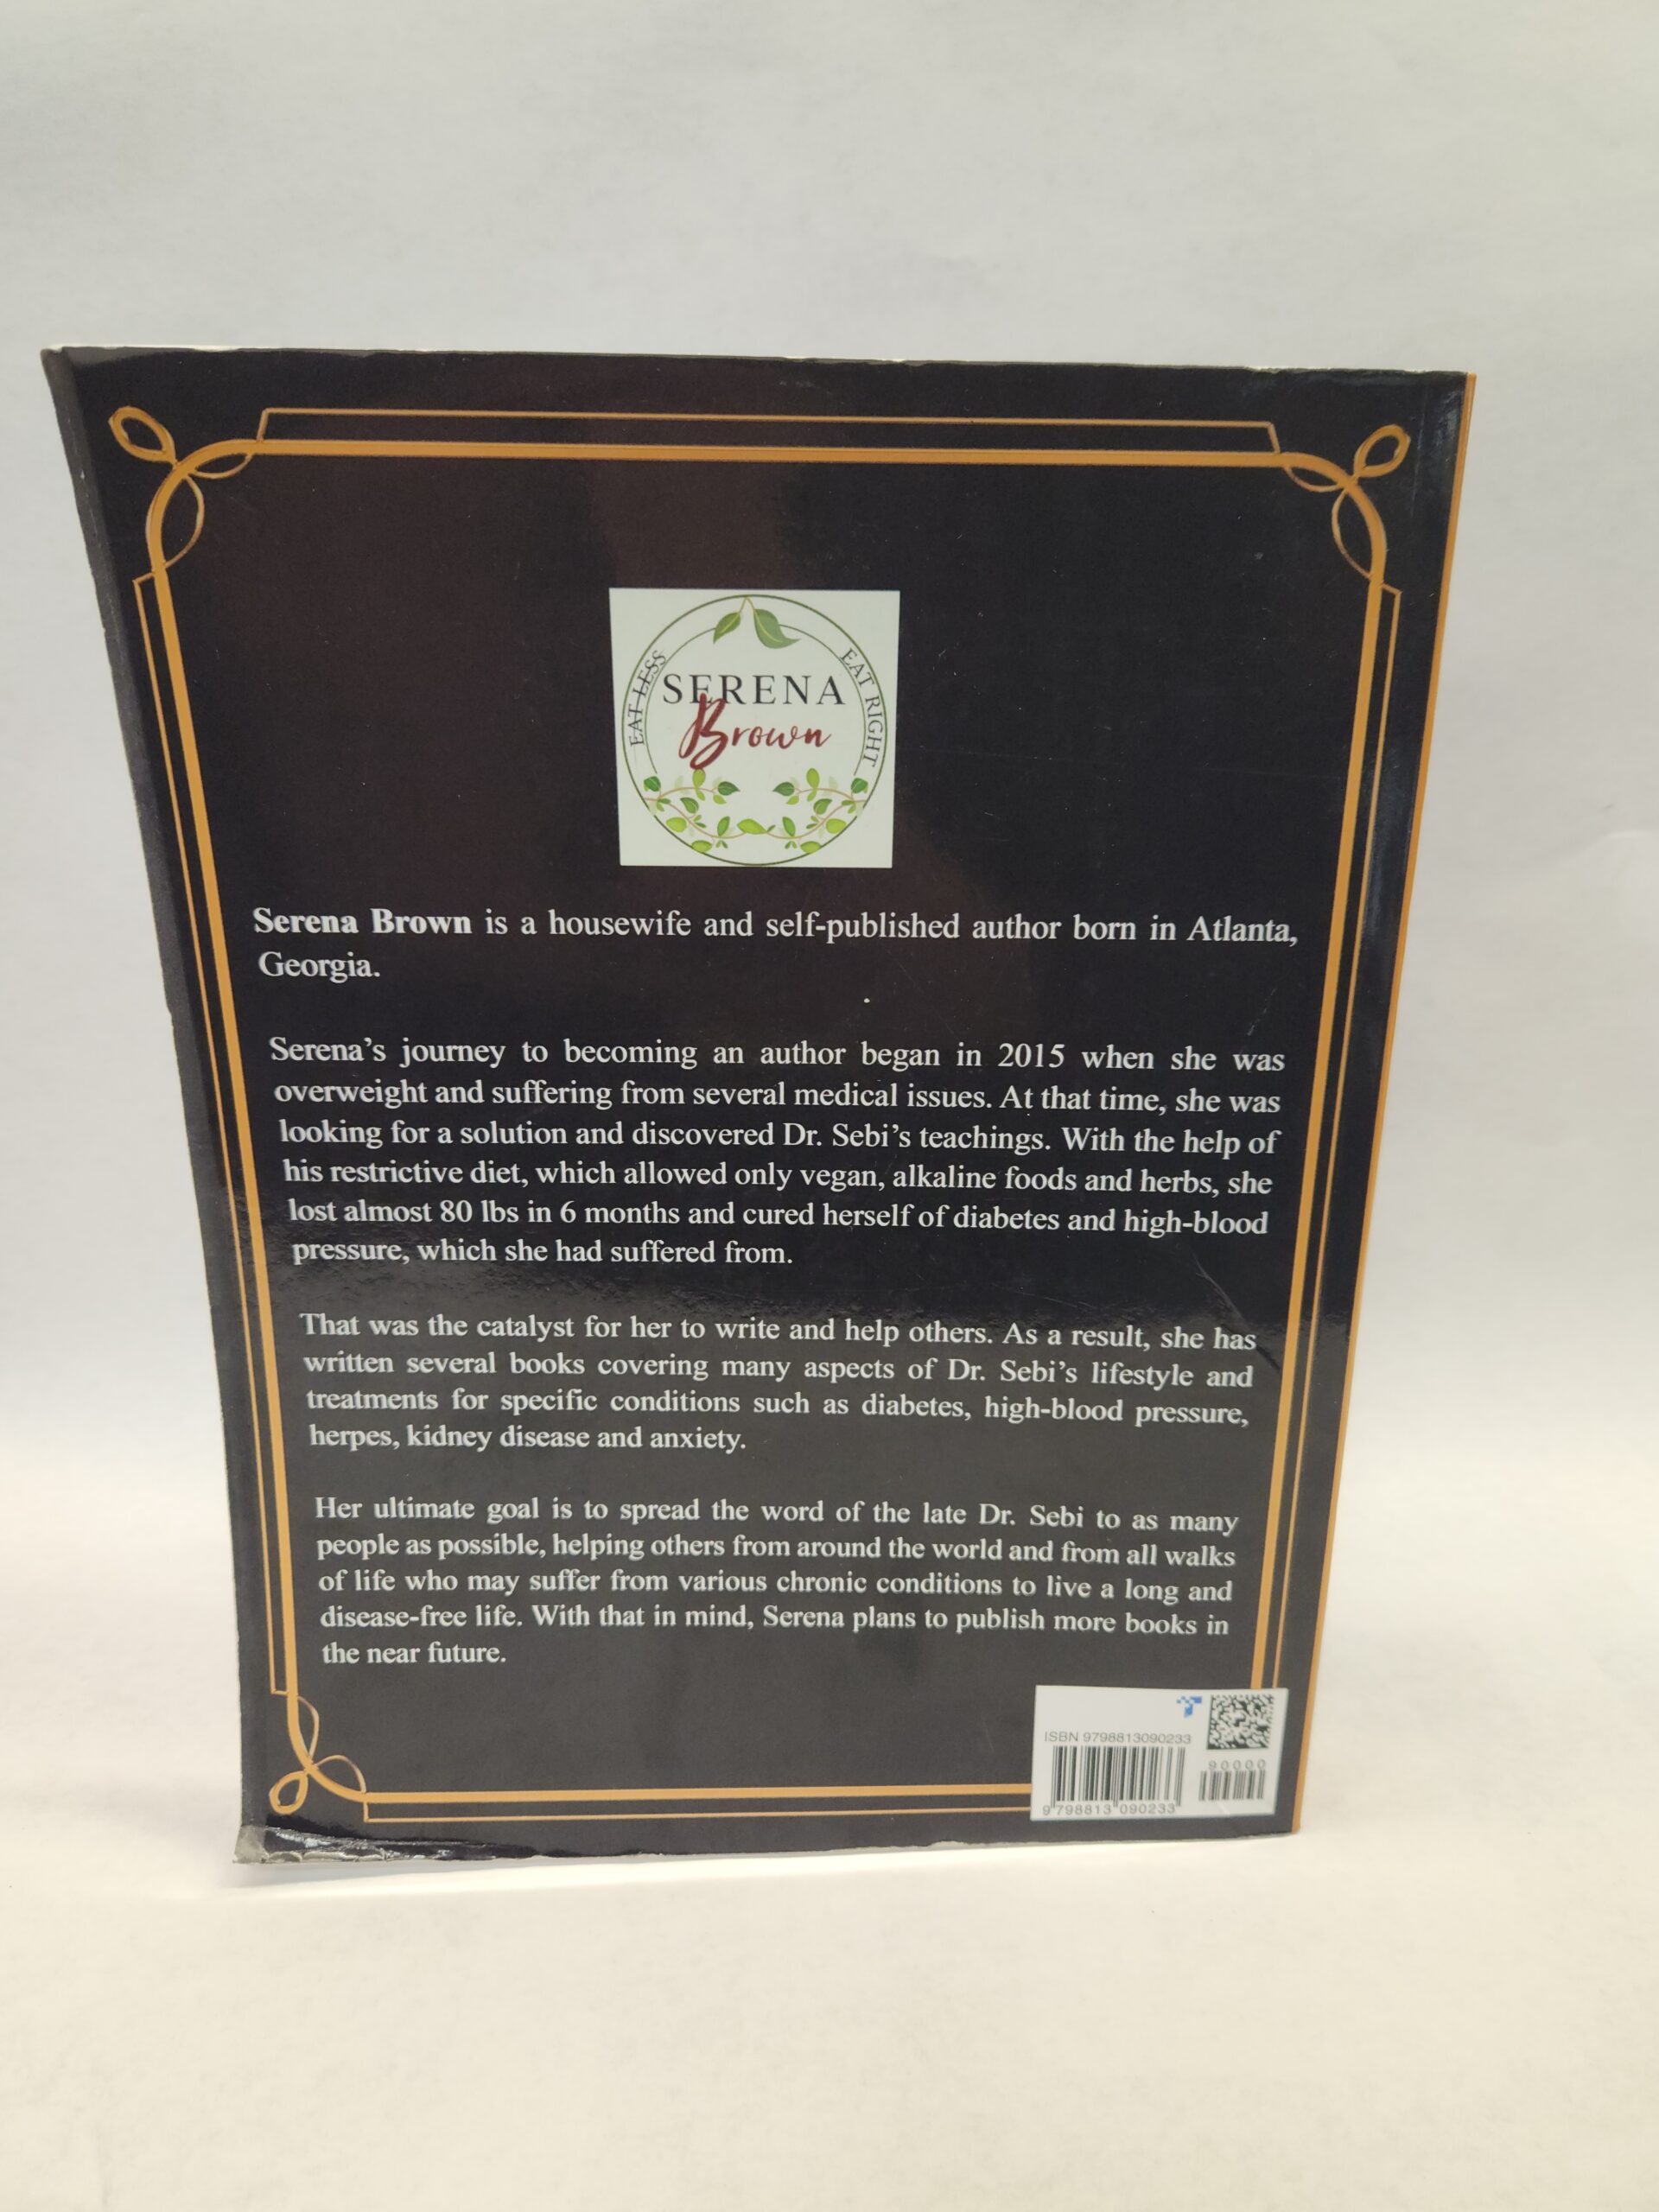 EAT LESS
EAT RIGHT
SERENA
Brown
Serena Brown is a housewife and self-published author born in Atlanta,
Georgia.
Serena's journey to becoming an author began in 2015 when she was
overweight and suffering from several medical issues. At that time, she was
looking for a solution and discovered Dr. Sebi's teachings. With the help of
his restrictive diet, which allowed only vegan, alkaline foods and herbs, she
lost almost 80 lbs in 6 months and cured herself of diabetes and high-blood
pressure, which she had suffered from.
That was the catalyst for her to write and help others. As a result, she has
written several books covering many aspects of Dr. Sebi's lifestyle and
treatments for specific conditions such as diabetes, high-blood pressure,
herpes, kidney disease and anxiety.
Her ultimate goal is to spread the word of the late Dr. Sebi to as many
people as possible, helping others from around the world and from all walks
of life who may suffer from various chronic conditions to live a long and
disease-free life. With that in mind, Serena plans to publish more books in
the near future.
ISBN 9798813090233
90000
9 798813 090233